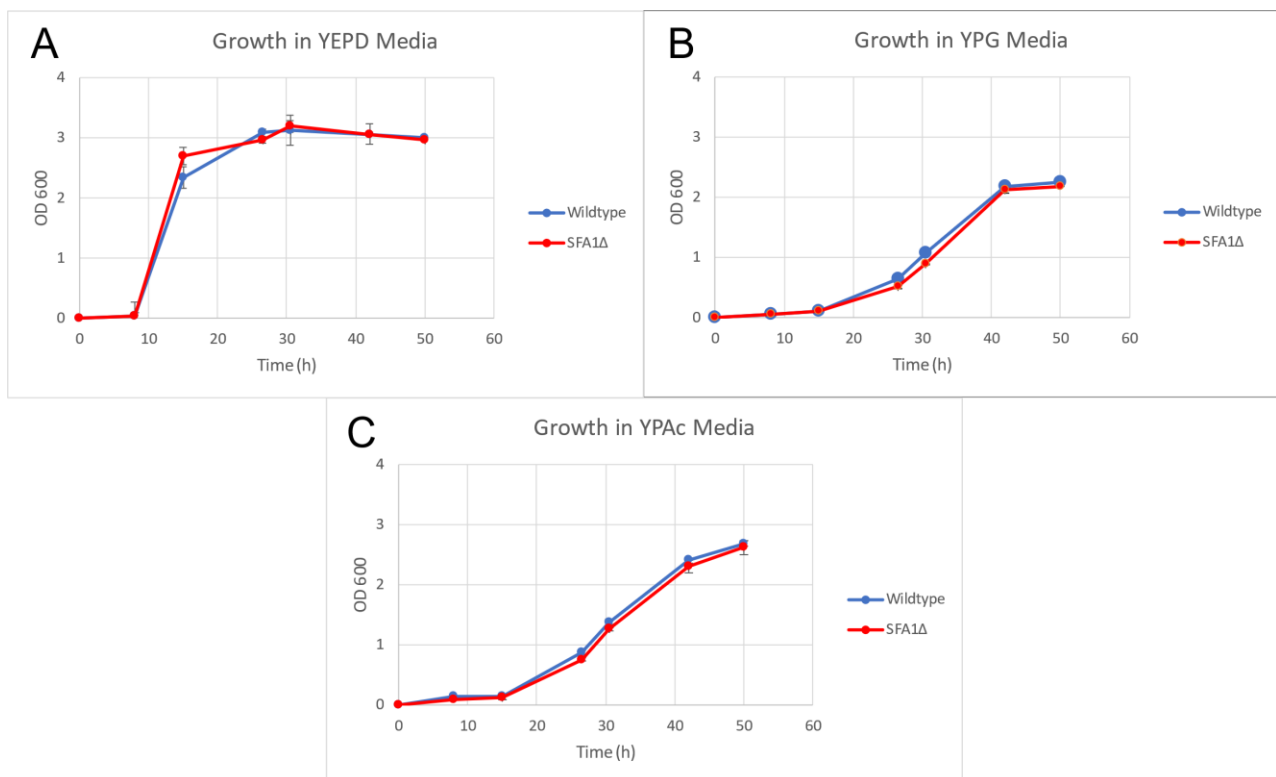 A
Growth in YEPD Media
4
3
2
1
0
OD 600
0 10 20 30 40 50 60
Time (h)
Wildtype
SFA1Δ
B
Growth in YPG Media
4
3
2
1
0
OD 600
0 10 20 30 40 50 60
Time (h)
Wildtype
SFA1Δ
C
Growth in YPAc Media
4
3
2
1
0
OD 600
0 10 20 30 40 50 60
Time (h)
Wildtype
SFA1Δ